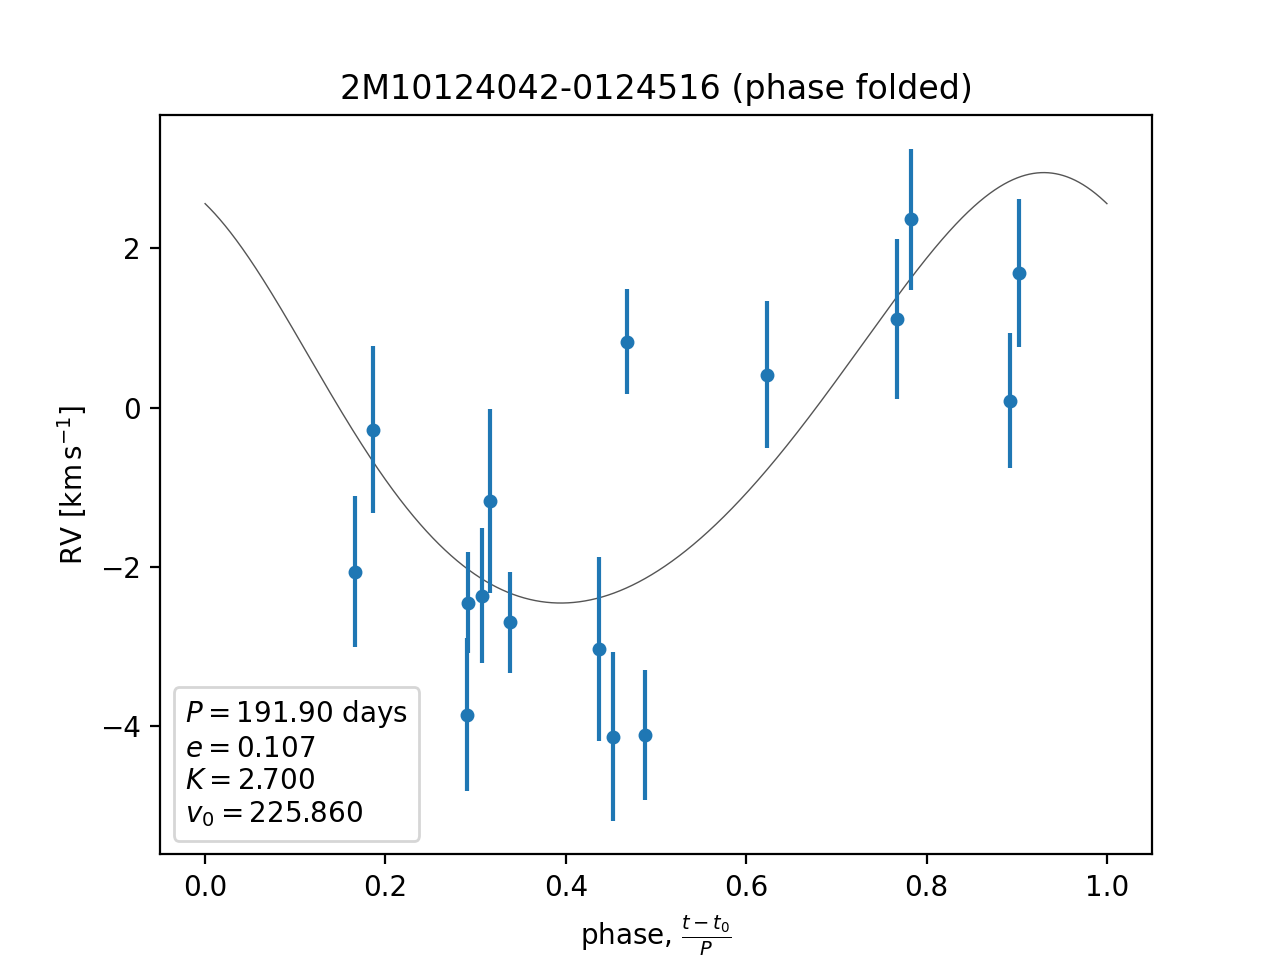 2M10124042-0124516 (phase folded)
RV [km s⁻¹]
2
0
−2
−4
P = 191.90 days
e = 0.107
K = 2.700
v₀ = 225.860
0.0 0.2 0.4 0.6 0.8 1.0
phase, (t − t₀)/P